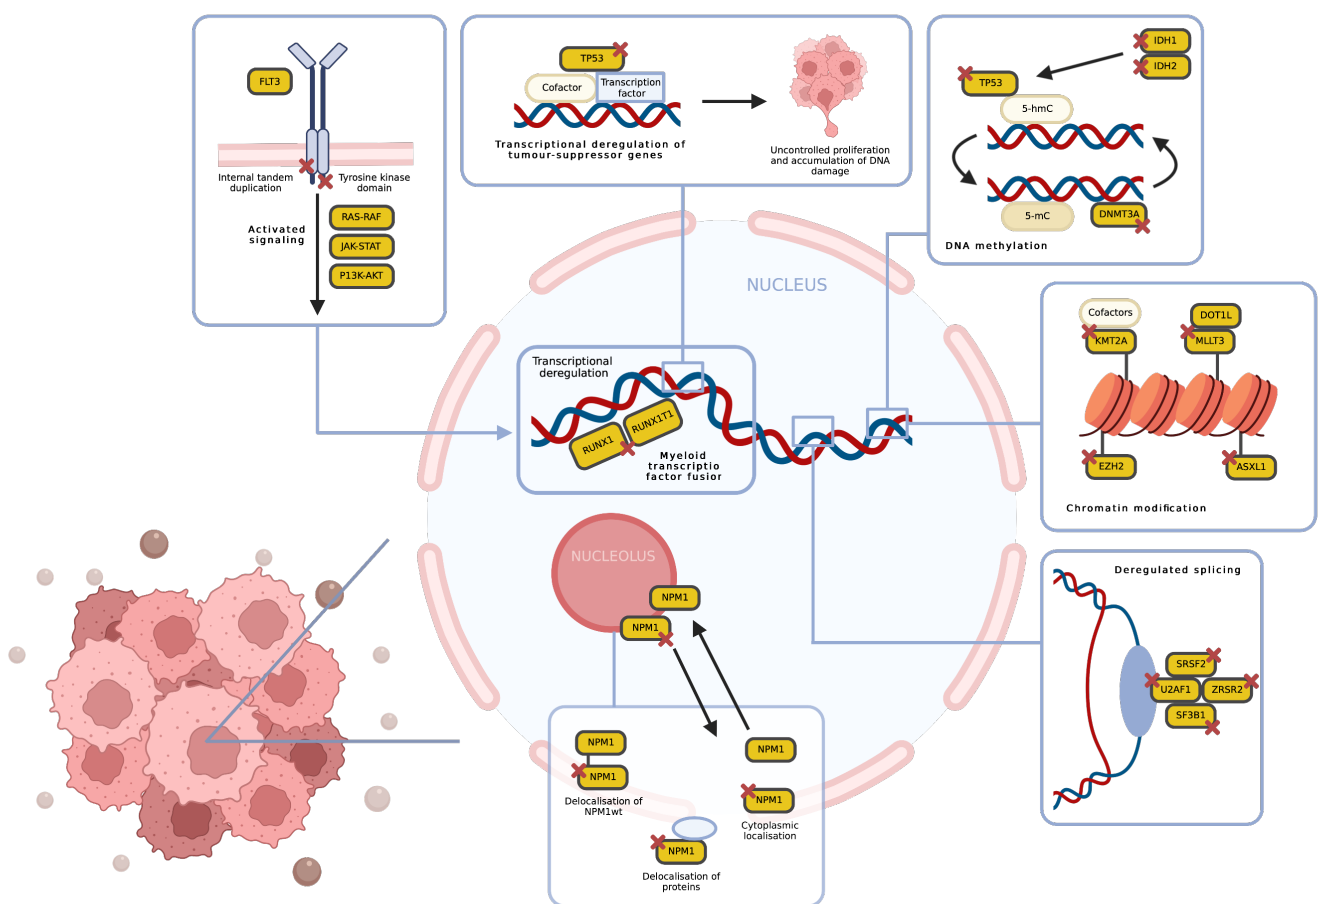 FLT3
Internal tandem
duplication
Tyrosine kinase
domain
Activated
signaling
RAS-RAF
JAK-STAT
P13K-AKT
TP53
Cofactor
Transcription
factor
Transcriptional deregulation of
tumour-suppressor genes
Uncontrolled proliferation
and accumulation of DNA
damage
IDH1
IDH2
TP53
5-hmC
5-mC
DNMT3A
DNA methylation
NUCLEUS
Transcriptional
deregulation
RUNX1
RUNX1T1
Myeloid
transcriptio
factor fusior
Cofactors
KMT2A
DOT1L
MLLT3
EZH2
ASXL1
Chromatin modification
NUCLEOLUS
NPM1
NPM1
NPM1
NPM1
Delocalisation of
NPM1wt
NPM1
NPM1
Cytoplasmic
localisation
NPM1
Delocalisation of
proteins
Deregulated splicing
SRSF2
U2AF1
ZRSR2
SF3B1